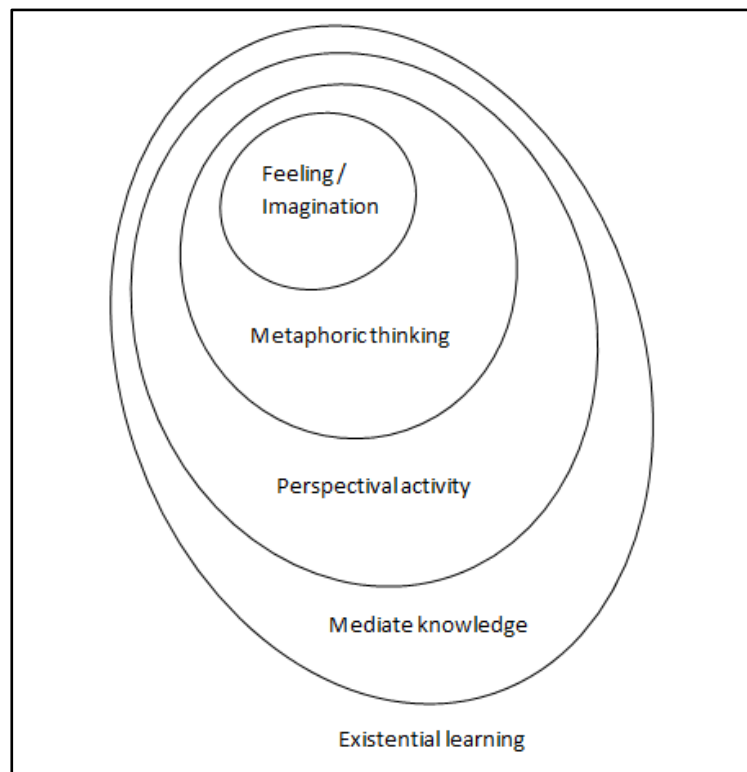 Feeling /
Imagination
Metaphoric thinking
Perspectival activity
Mediate knowledge
Existential learning